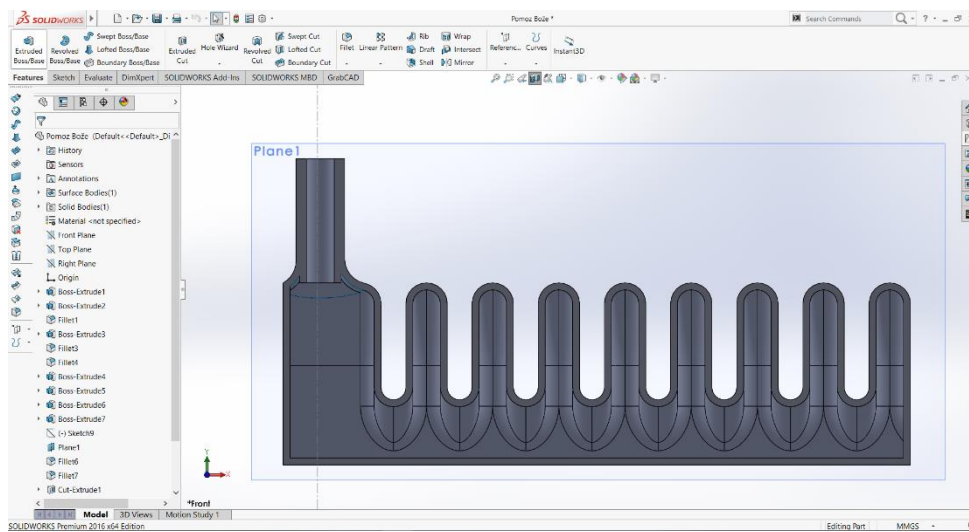 SOLIDWORKS
Pomoz Boże *
Search Commands
Extruded Boss/Base
Revolved Boss/Base
Swept Boss/Base
Lofted Boss/Base
Boundary Boss/Base
Extruded Cut
Hole Wizard
Revolved Cut
Swept Cut
Lofted Cut
Boundary Cut
Fillet
Linear Pattern
Rib
Draft
Shell
Wrap
Intersect
Mirror
Referenc...
Curves
Instant3D
Features
Sketch
Evaluate
DimXpert
SOLIDWORKS Add-Ins
SOLIDWORKS MBD
GrabCAD
Pomoz Boże (Default<<Default>_Di
History
Sensors
Annotations
Surface Bodies(1)
Solid Bodies(1)
Material <not specified>
Front Plane
Top Plane
Right Plane
Origin
Boss-Extrude1
Boss-Extrude2
Fillet1
Boss-Extrude3
Fillet3
Fillet4
Boss-Extrude4
Boss-Extrude5
Boss-Extrude6
Boss-Extrude7
(-) Sketch9
Plane1
Fillet6
Fillet7
Cut-Extrude1
Plane1
Y
X
*Front
Model
3D Views
Motion Study 1
SOLIDWORKS Premium 2016 x64 Edition
Editing Part
MMGS